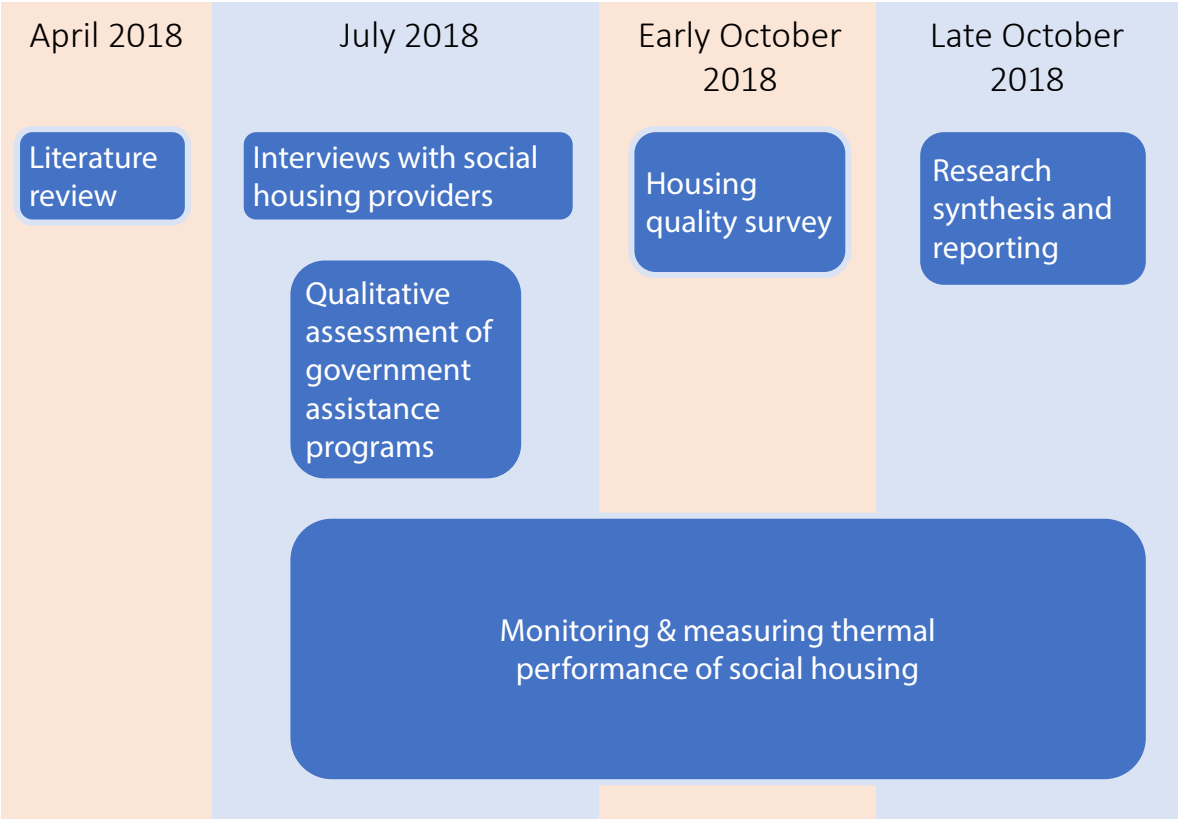 April 2018
July 2018
Early October
2018
Late October
2018
Literature
review
Interviews with social
housing providers
Housing
quality survey
Research
synthesis and
reporting
Qualitative
assessment of
government
assistance
programs
Monitoring & measuring thermal
performance of social housing